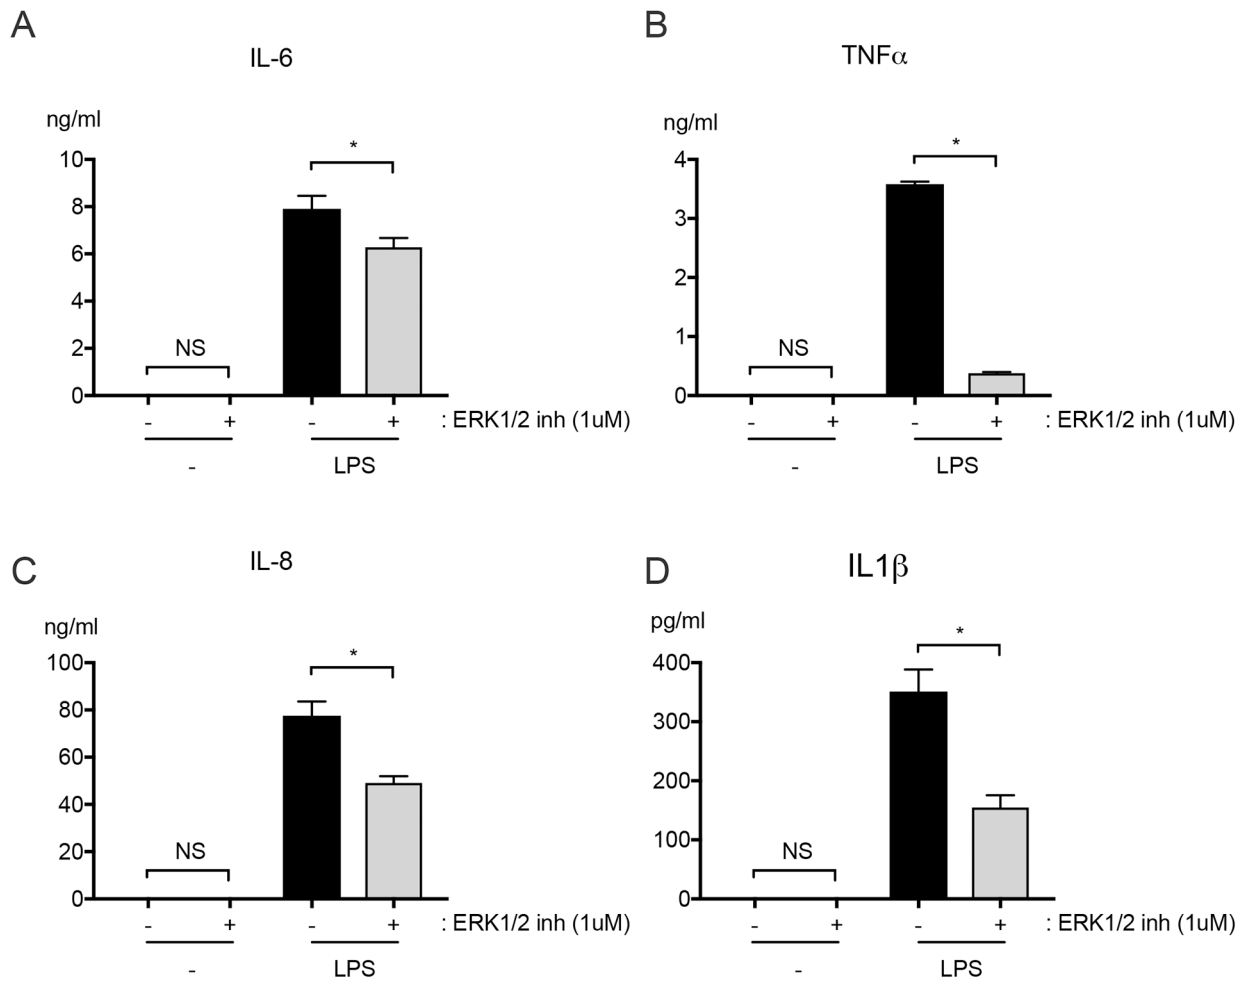 A
IL-6
ng/ml
*
10
8
6
4
2
0
NS
- + - + : ERK1/2 inh (1uM)
- LPS
B
TNFα
ng/ml
*
4
3
2
1
0
NS
- + - + : ERK1/2 inh (1uM)
- LPS
C
IL-8
ng/ml
*
100
80
60
40
20
0
NS
- + - + : ERK1/2 inh (1uM)
- LPS
D
IL1β
pg/ml
*
400
300
200
100
0
NS
- + - + : ERK1/2 inh (1uM)
- LPS